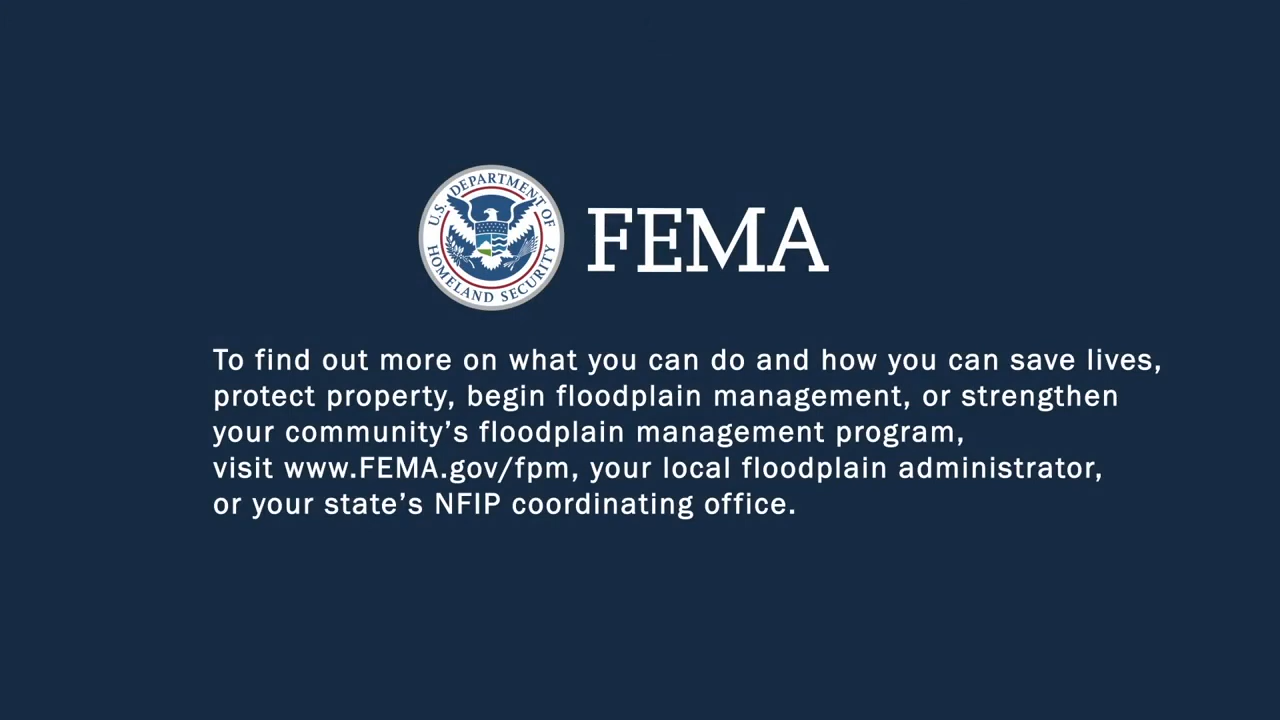 U.S. DEPARTMENT OF
HOMELAND SECURITY
FEMA
To find out more on what you can do and how you can save lives,
protect property, begin floodplain management, or strengthen
your community’s floodplain management program,
visit www.FEMA.gov/fpm, your local floodplain administrator,
or your state’s NFIP coordinating office.